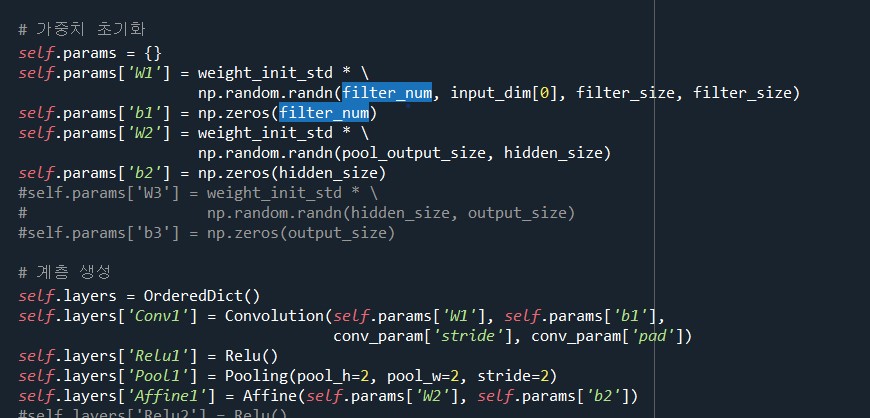 # 가중치 초기화
self.params = {}
self.params['W1'] = weight_init_std * \
np.random.randn(filter_num, input_dim[0], filter_size, filter_size)
self.params['b1'] = np.zeros(filter_num)
self.params['W2'] = weight_init_std * \
np.random.randn(pool_output_size, hidden_size)
self.params['b2'] = np.zeros(hidden_size)
#self.params['W3'] = weight_init_std * \
#                    np.random.randn(hidden_size, output_size)
#self.params['b3'] = np.zeros(output_size)
# 계층 생성
self.layers = OrderedDict()
self.layers['Conv1'] = Convolution(self.params['W1'], self.params['b1'],
conv_param['stride'], conv_param['pad'])
self.layers['Relu1'] = Relu()
self.layers['Pool1'] = Pooling(pool_h=2, pool_w=2, stride=2)
self.layers['Affine1'] = Affine(self.params['W2'], self.params['b2'])
#self.layers['Relu2'] = Relu()